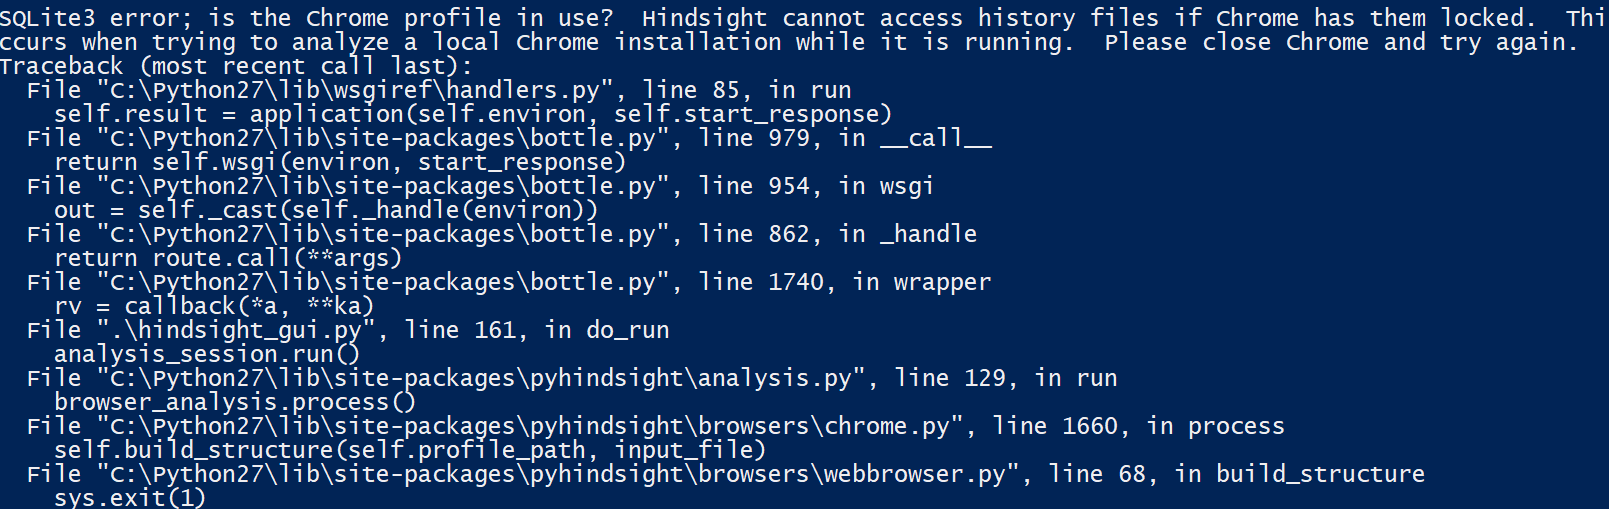 SQLite3 error; is the Chrome profile in use?  Hindsight cannot access history files if Chrome has them locked.  Thi
ccurs when trying to analyze a local Chrome installation while it is running.  Please close Chrome and try again.
Traceback (most recent call last):
  File "C:\Python27\lib\wsgiref\handlers.py", line 85, in run
    self.result = application(self.environ, self.start_response)
  File "C:\Python27\lib\site-packages\bottle.py", line 979, in __call__
    return self.wsgi(environ, start_response)
  File "C:\Python27\lib\site-packages\bottle.py", line 954, in wsgi
    out = self._cast(self._handle(environ))
  File "C:\Python27\lib\site-packages\bottle.py", line 862, in _handle
    return route.call(**args)
  File "C:\Python27\lib\site-packages\bottle.py", line 1740, in wrapper
    rv = callback(*a, **ka)
  File ".\hindsight_gui.py", line 161, in do_run
    analysis_session.run()
  File "C:\Python27\lib\site-packages\pyhindsight\analysis.py", line 129, in run
    browser_analysis.process()
  File "C:\Python27\lib\site-packages\pyhindsight\browsers\chrome.py", line 1660, in process
    self.build_structure(self.profile_path, input_file)
  File "C:\Python27\lib\site-packages\pyhindsight\browsers\webbrowser.py", line 68, in build_structure
    sys.exit(1)